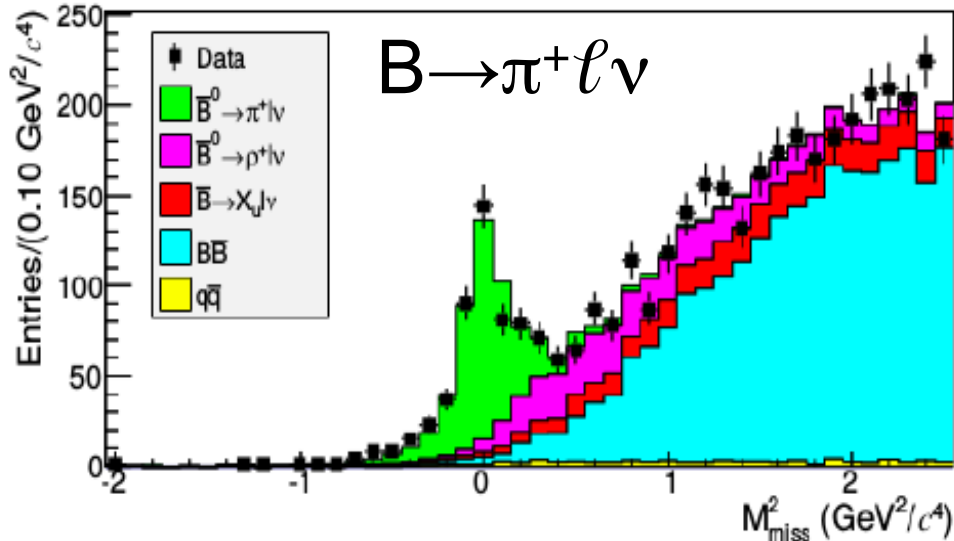 B→π⁺ℓν
Data
B̅⁰→π⁺lν
B̅⁰→ρ⁺lν
B̅→Xᵤlν
BB̅
qq̅
Entries/(0.10 GeV²/c⁴)
250
200
150
100
50
0
-2
-1
0
1
2
M²miss (GeV²/c⁴)